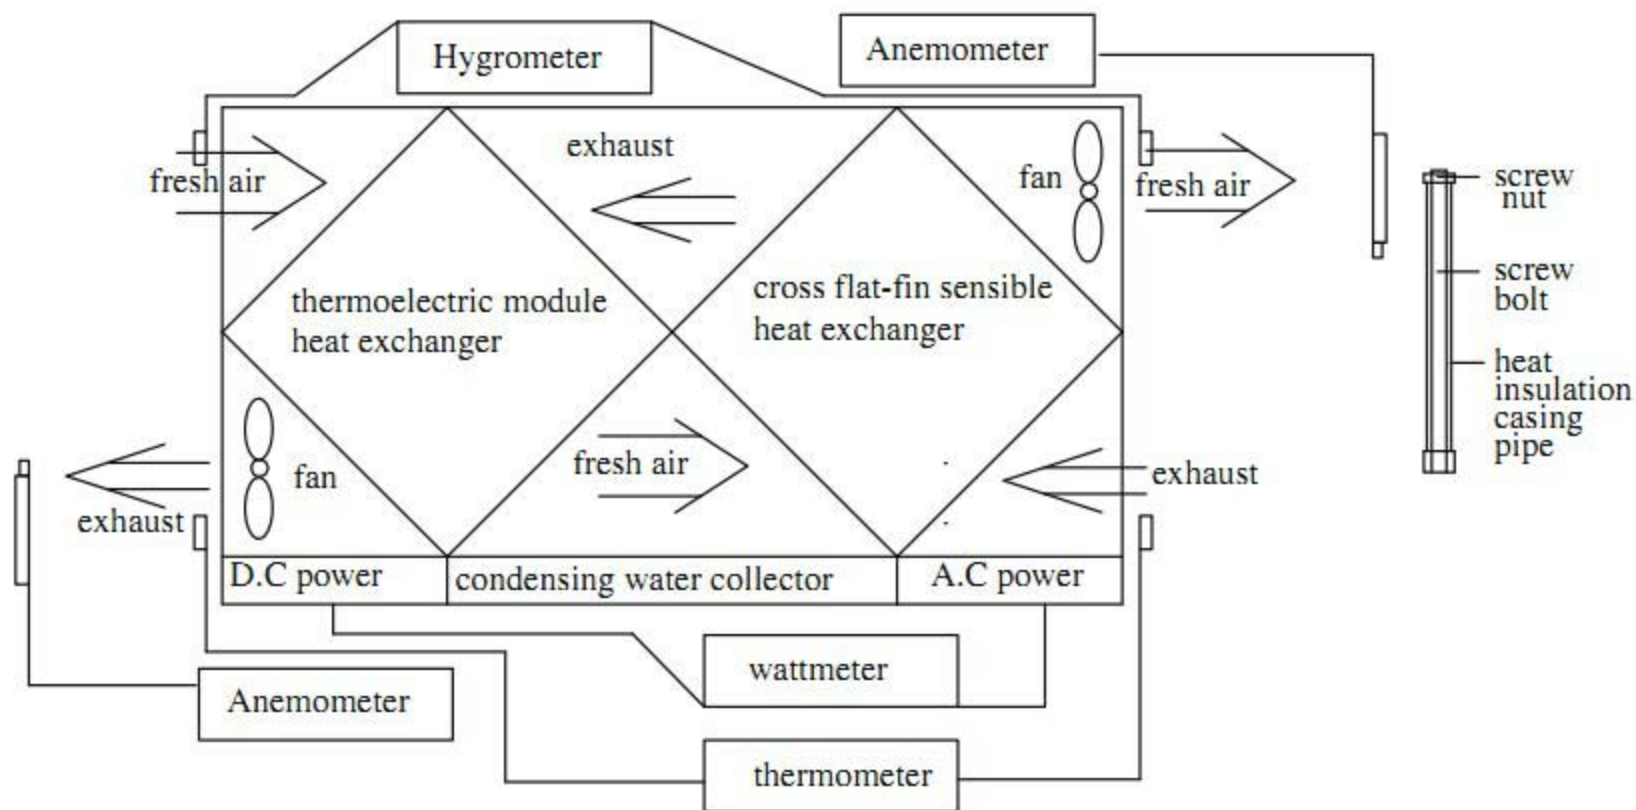 Hygrometer
Anemometer
exhaust
fresh air
fan
fresh air
screw
nut
thermoelectric module
heat exchanger
cross flat-fin sensible
heat exchanger
screw
bolt
heat
insulation
casing
pipe
fan
fresh air
exhaust
exhaust
D.C power
condensing water collector
A.C power
wattmeter
Anemometer
thermometer